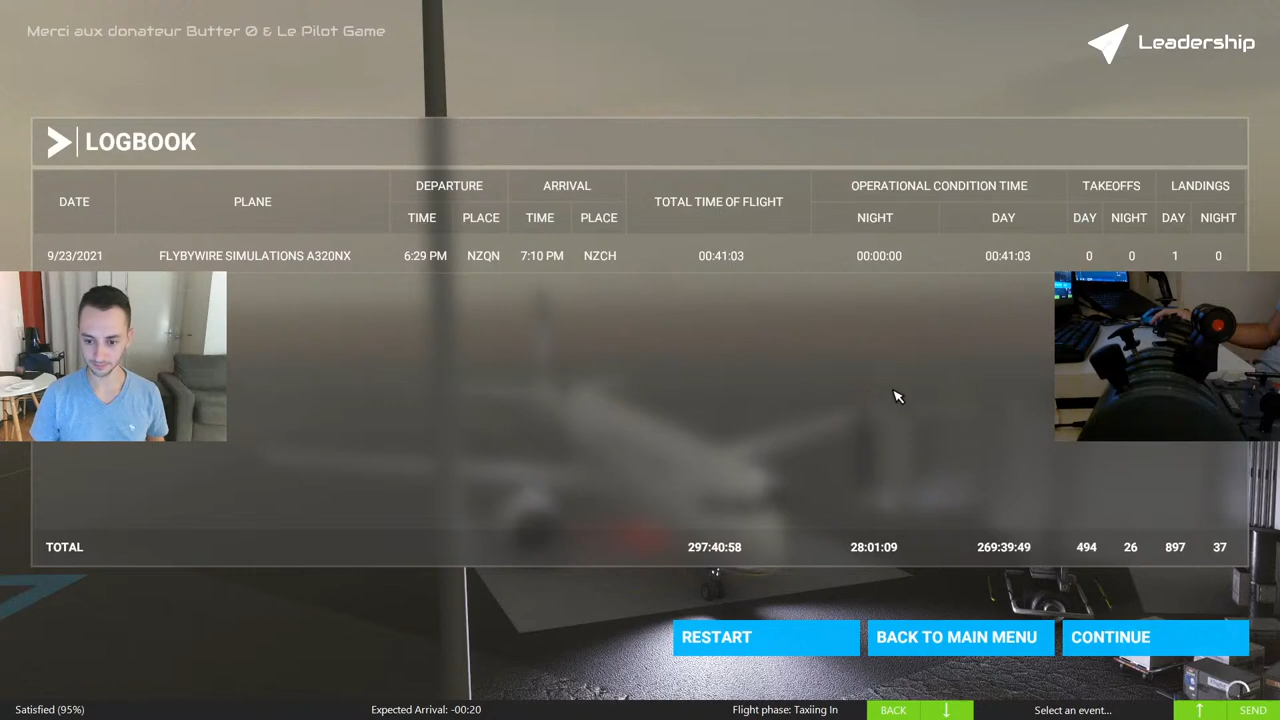 Merci aux donateur Butter 0 & Le Pilot Game
Leadership
LOGBOOK
DATE PLANE DEPARTURE ARRIVAL TOTAL TIME OF FLIGHT OPERATIONAL CONDITION TIME TAKEOFFS LANDINGS
TIME PLACE TIME PLACE NIGHT DAY DAY NIGHT DAY NIGHT
9/23/2021 FLYBYWIRE SIMULATIONS A320NX 6:29 PM NZQN 7:10 PM NZCH 00:41:03 00:00:00 00:41:03 0 0 1 0
TOTAL 297:40:58 28:01:09 269:39:49 494 26 897 37
RESTART BACK TO MAIN MENU CONTINUE
Satisfied (95%) Expected Arrival: -00:20 Flight phase: Taxiing In BACK ↓ Select an event... ↑ SEND